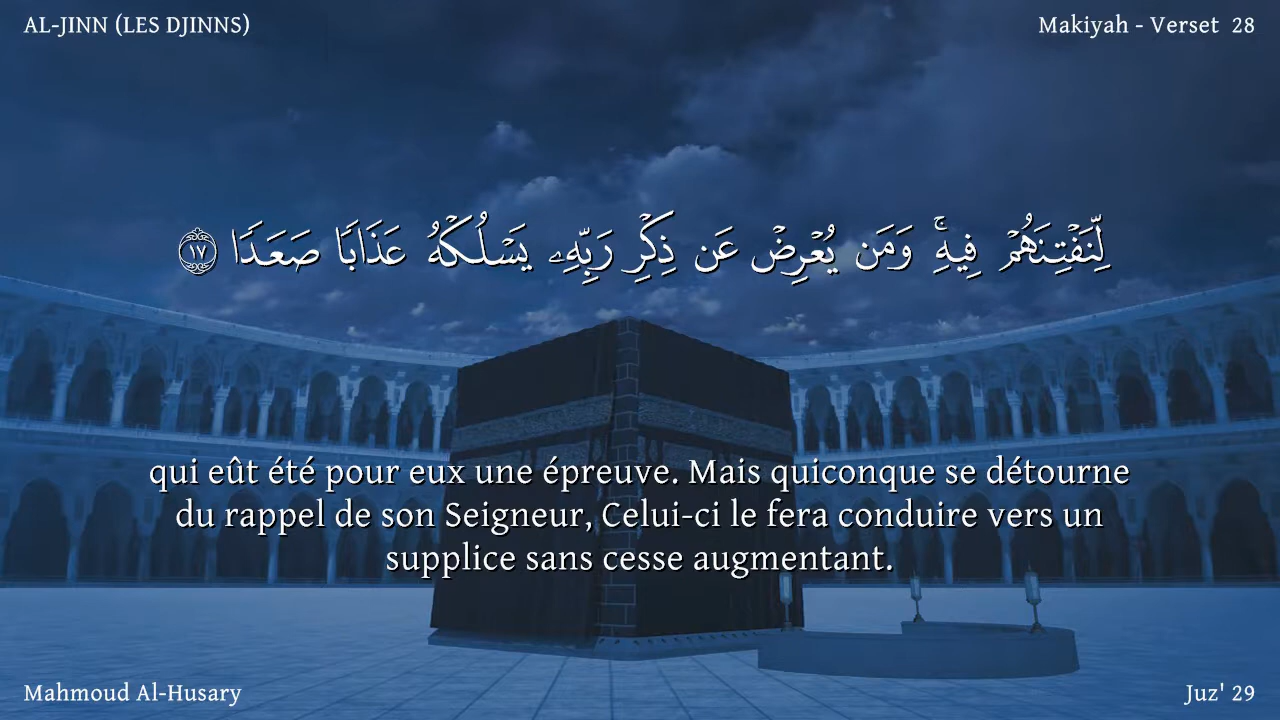 AL-JINN (LES DJINNS)
Makiyah - Verset 28
لِّنَفْتِنَهُمْ فِيهِ ۚ وَمَن يُعْرِضْ عَن ذِكْرِ رَبِّهِۦ يَسْلُكْهُ عَذَابًا صَعَدًا ١٧
qui eût été pour eux une épreuve. Mais quiconque se détourne
du rappel de son Seigneur, Celui-ci le fera conduire vers un
supplice sans cesse augmentant.
Mahmoud Al-Husary
Juz' 29